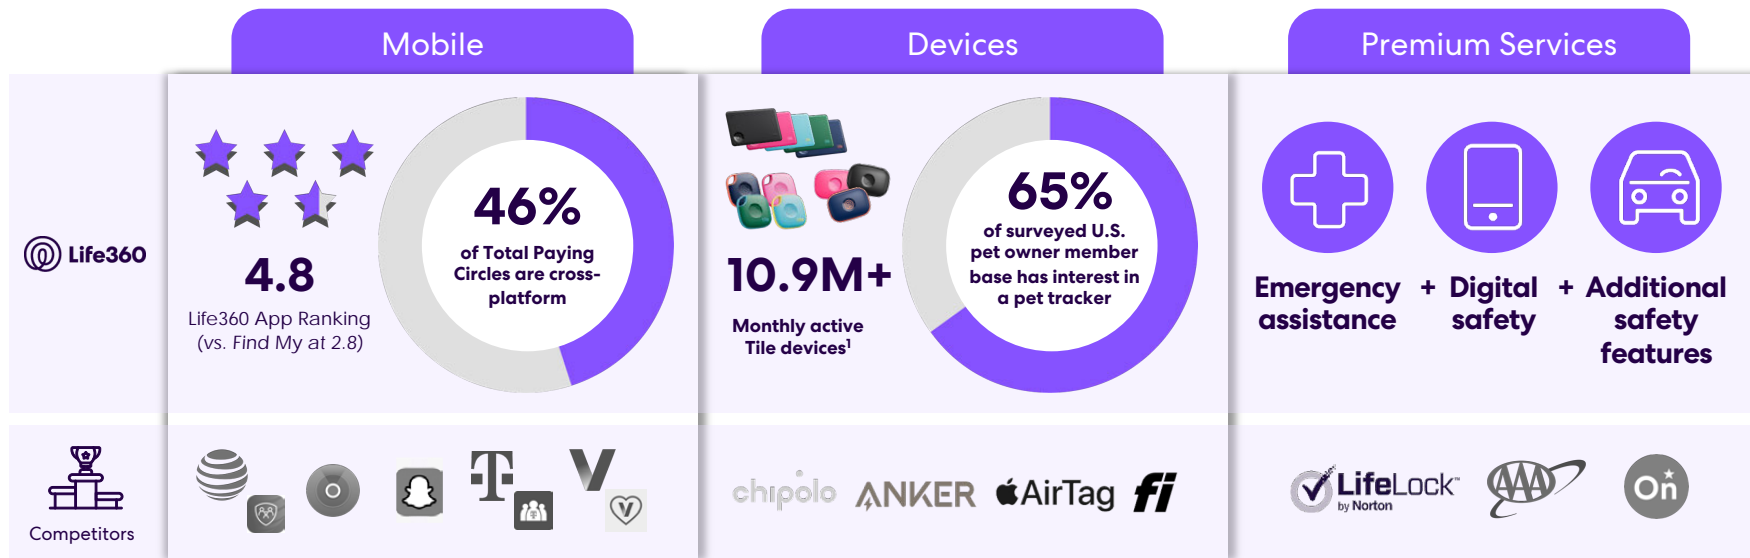 Mobile
Devices
Premium Services
Life360
4.8
Life360 App Ranking
(vs. Find My at 2.8)
46%
of Total Paying
Circles are cross-
platform
10.9M+
Monthly active
Tile devices¹
65%
of surveyed U.S.
pet owner member
base has interest in
a pet tracker
Emergency
assistance
+ Digital
safety
+ Additional
safety
features
Competitors
T
V
V
chipolo
ANKER
AirTag
fi
LifeLock™
by Norton
AAA
On